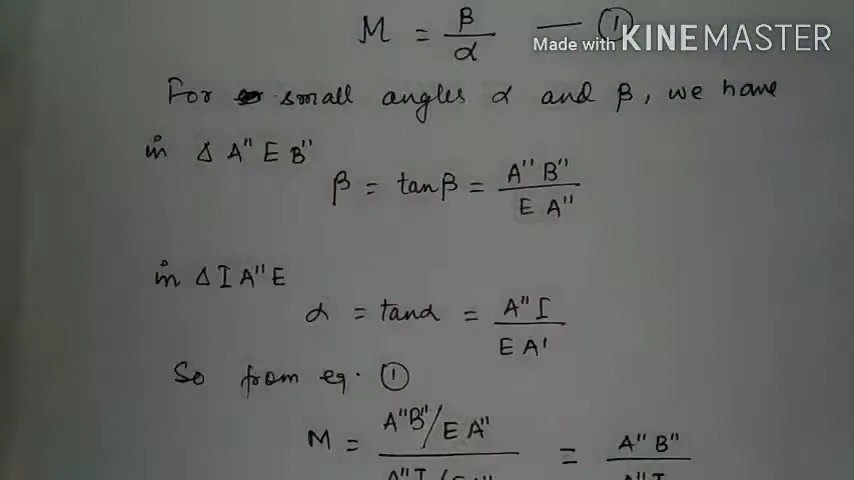 M = β/α — ①
Made with KINEMASTER
For small angles α and β, we have
in Δ A" E B"
β = tanβ = A" B" / E A"
in Δ I A" E
α = tanα = A" I / E A'
So from eq. ①
M = A"B"/E A" / A"I/E A" = A" B" / A"I